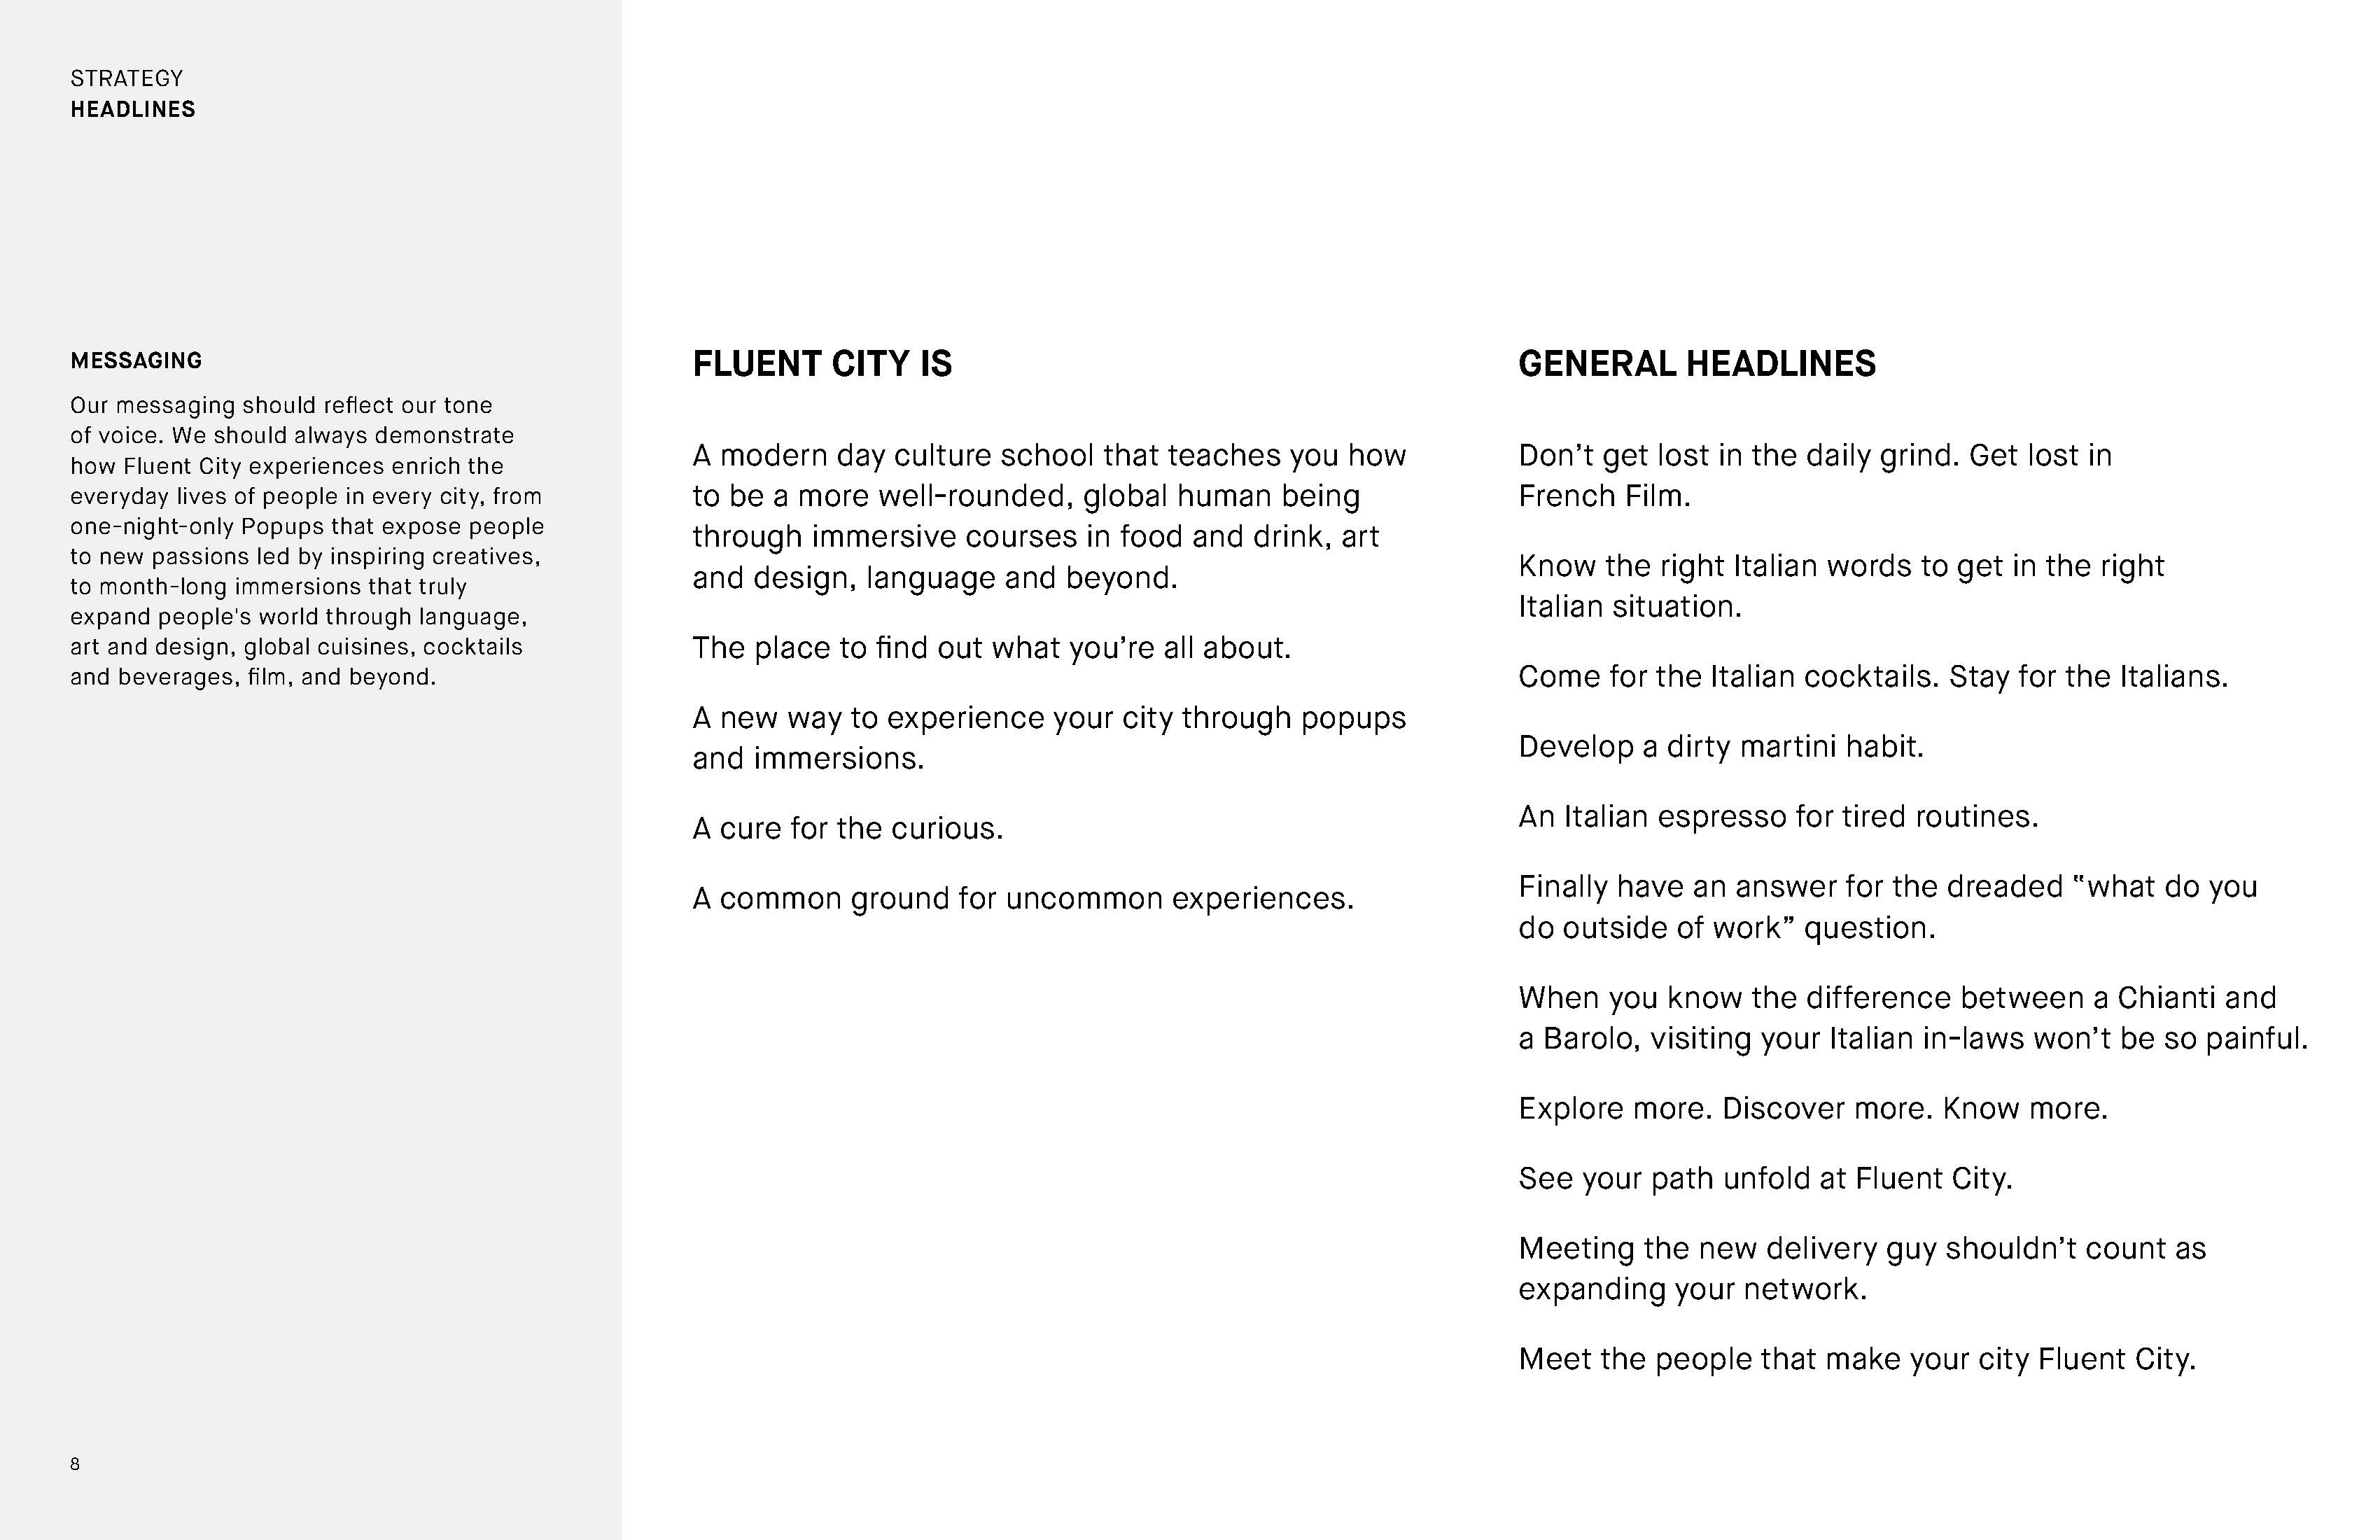 STRATEGY
HEADLINES
MESSAGING
Our messaging should reflect our tone
of voice. We should always demonstrate
how Fluent City experiences enrich the
everyday lives of people in every city, from
one-night-only Popups that expose people
to new passions led by inspiring creatives,
to month-long immersions that truly
expand people's world through language,
art and design, global cuisines, cocktails
and beverages, film, and beyond.
FLUENT CITY IS
A modern day culture school that teaches you how
to be a more well-rounded, global human being
through immersive courses in food and drink, art
and design, language and beyond.
The place to find out what you’re all about.
A new way to experience your city through popups
and immersions.
A cure for the curious.
A common ground for uncommon experiences.
GENERAL HEADLINES
Don’t get lost in the daily grind. Get lost in
French Film.
Know the right Italian words to get in the right
Italian situation.
Come for the Italian cocktails. Stay for the Italians.
Develop a dirty martini habit.
An Italian espresso for tired routines.
Finally have an answer for the dreaded “what do you
do outside of work” question.
When you know the difference between a Chianti and
a Barolo, visiting your Italian in-laws won’t be so painful.
Explore more. Discover more. Know more.
See your path unfold at Fluent City.
Meeting the new delivery guy shouldn’t count as
expanding your network.
Meet the people that make your city Fluent City.
8